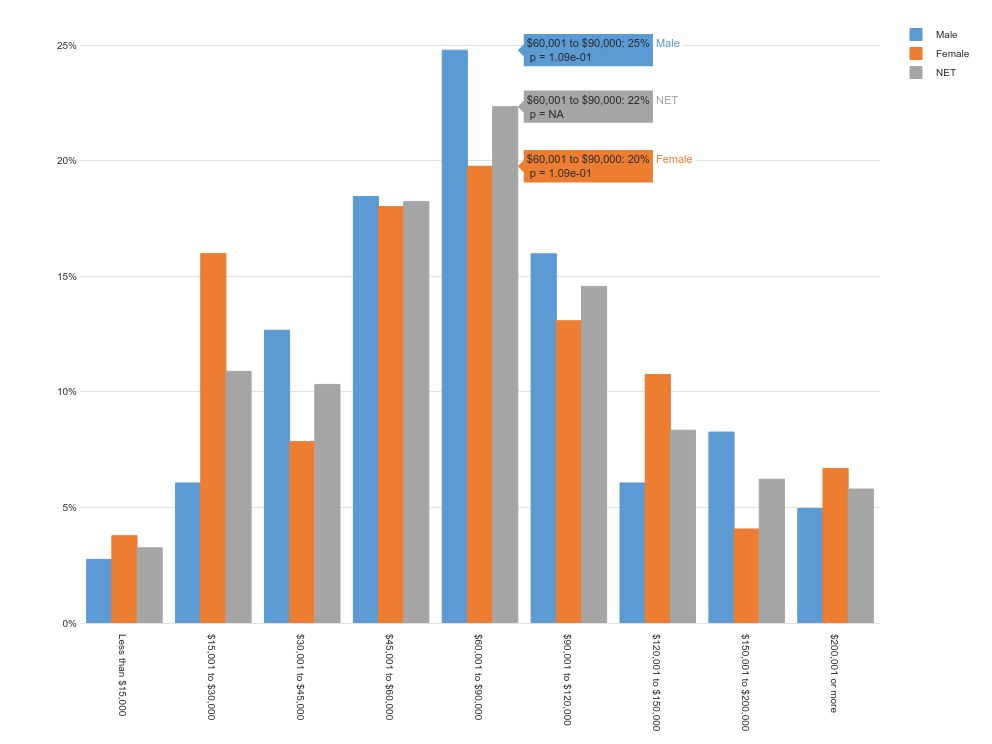 25%
20%
15%
10%
5%
0%
$60,001 to $90,000: 25% Male
p = 1.09e-01
$60,001 to $90,000: 22% NET
p = NA
$60,001 to $90,000: 20% Female
p = 1.09e-01
Male
Female
NET
Less than $15,000
$15,001 to $30,000
$30,001 to $45,000
$45,001 to $60,000
$60,001 to $90,000
$90,001 to $120,000
$120,001 to $150,000
$150,001 to $200,000
$200,001 or more